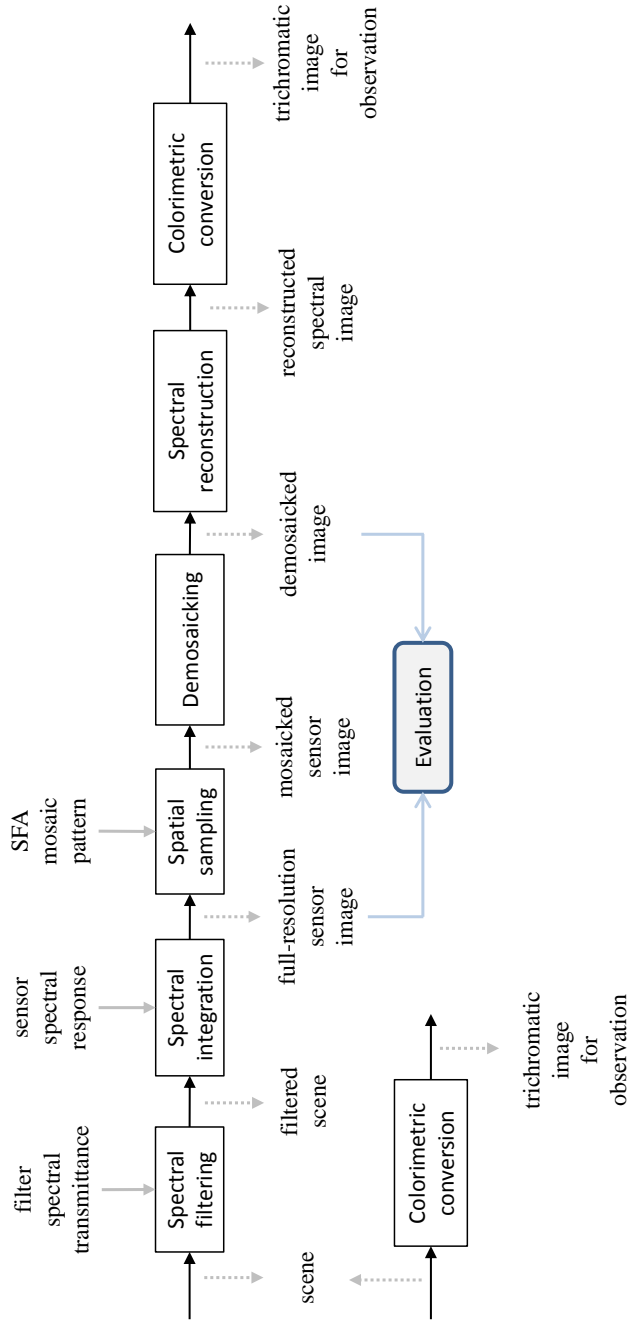 filter
spectral
transmittance
sensor
spectral
response
SFA
mosaic
pattern
Spectral
filtering
Spectral
integration
Spatial
sampling
Demosaicking
Spectral
reconstruction
Colorimetric
conversion
scene
filtered
scene
full-resolution
sensor
image
mosaicked
sensor
image
demosaicked
image
reconstructed
spectral
image
trichromatic
image
for
observation
Evaluation
Colorimetric
conversion
trichromatic
image
for
observation